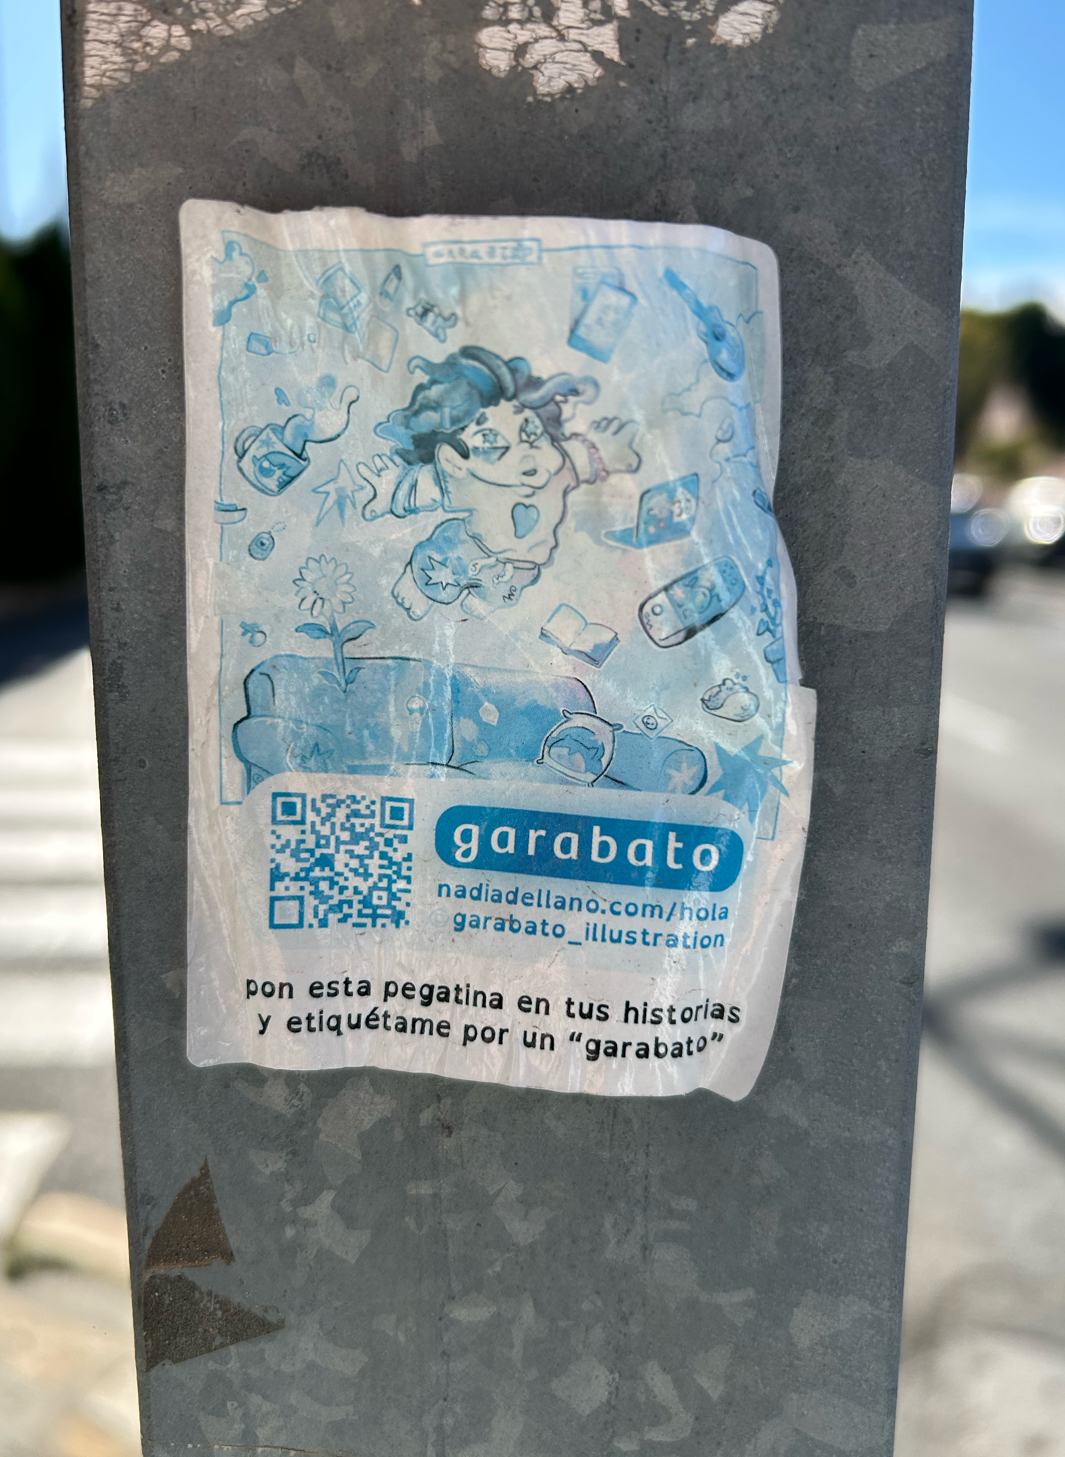 garabato
nadiadellano.com/hola
@garabato_illustration
pon esta pegatina en tus historias
y etiquétame por un “garabato”